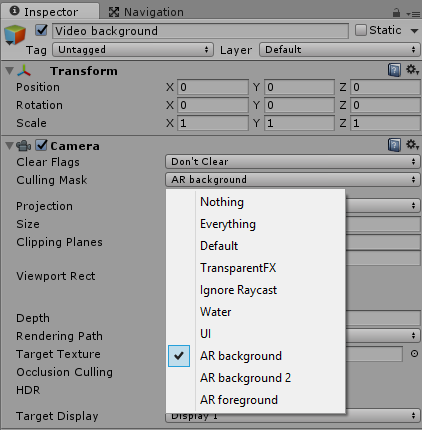 Inspector Navigation
Video background Static
Tag Untagged Layer Default
Transform
Position X 0 Y 0 Z 0
Rotation X 0 Y 0 Z 0
Scale X 1 Y 1 Z 1
Camera
Clear Flags Don't Clear
Culling Mask AR background
Nothing
Projection
Size Everything
Clipping Planes Default
TransparentFX
Viewport Rect
Ignore Raycast
Water
Depth
Rendering Path UI
Target Texture AR background
Occlusion Culling AR background 2
HDR
AR foreground
Target Display Display 1